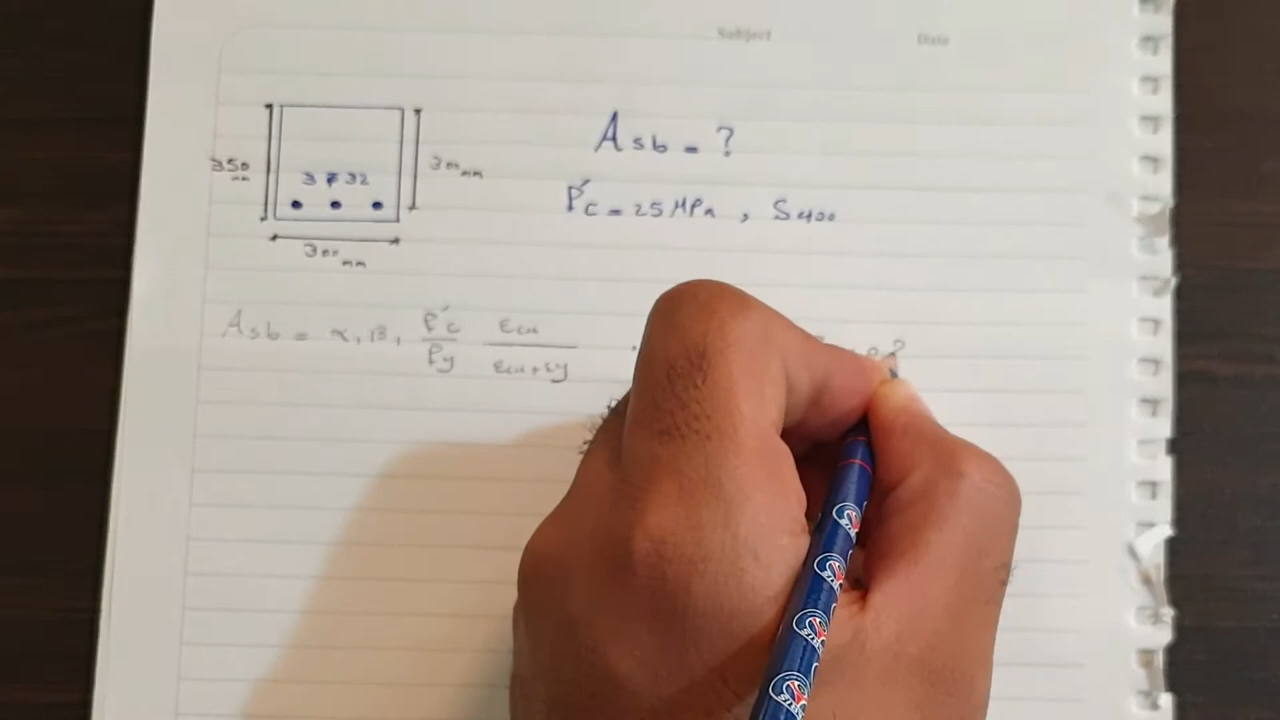 Subject Date
Asb = ?
350 mm
3 Φ 32
300 mm
f'c = 25 MPa , S400
300 mm
Asb = α1 β1 f'c / fy εcu / εcu+εy